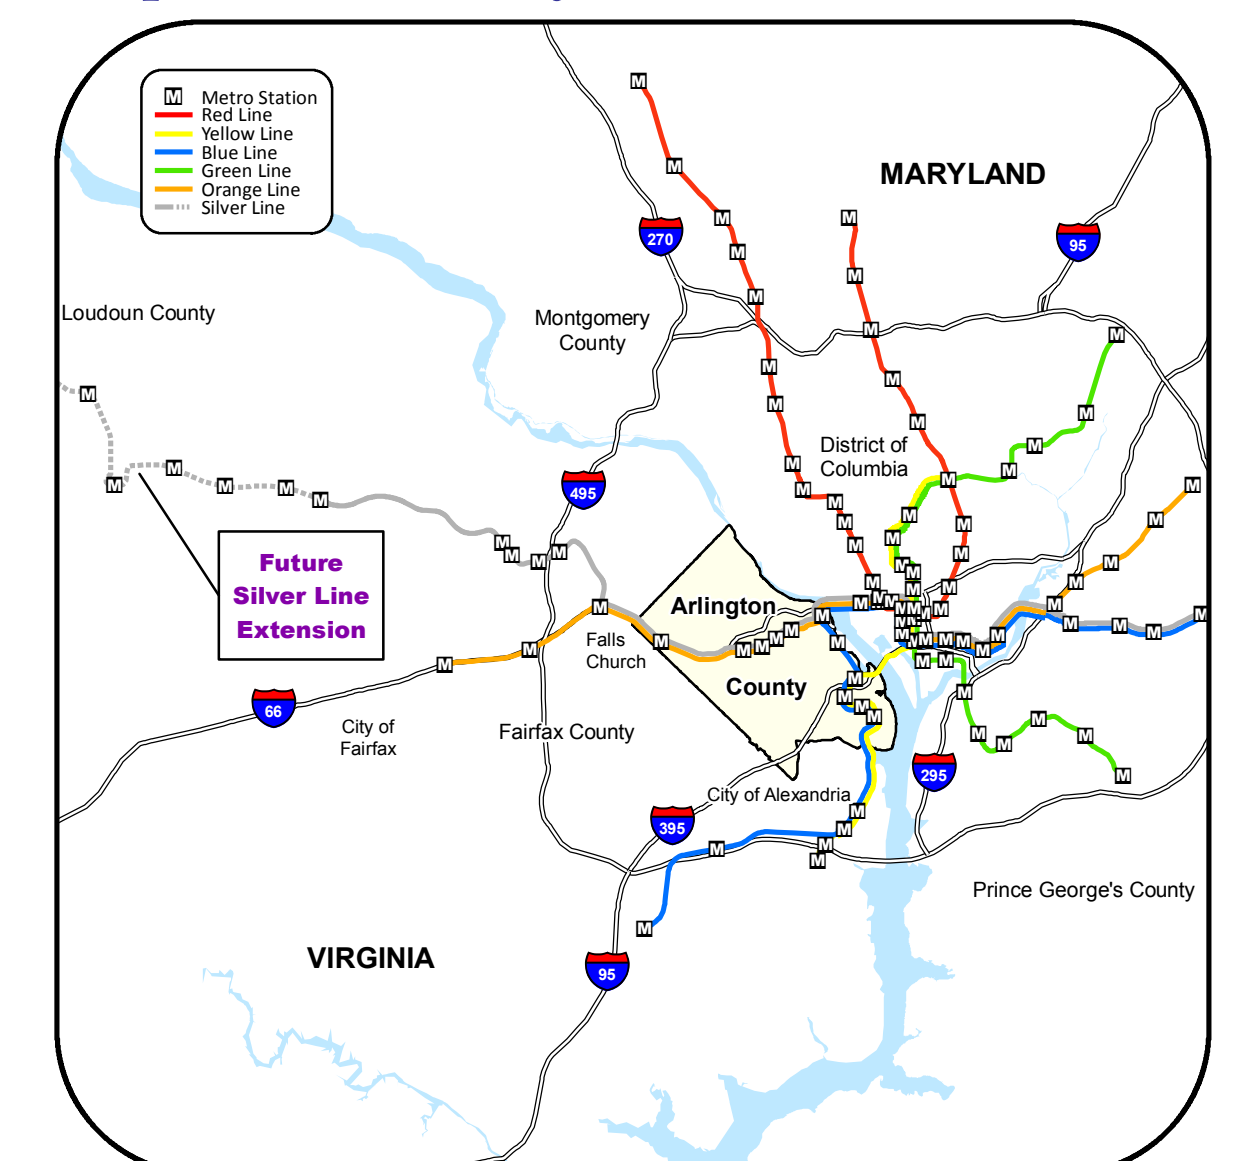 M Metro Station
Red Line
Yellow Line
Blue Line
Green Line
Orange Line
Silver Line
MARYLAND
270
95
Loudoun County
Montgomery
County
District of
Columbia
495
Future
Silver Line
Extension
Arlington
County
Falls
Church
66
City of
Fairfax
Fairfax County
295
City of Alexandria
395
Prince George's County
VIRGINIA
95